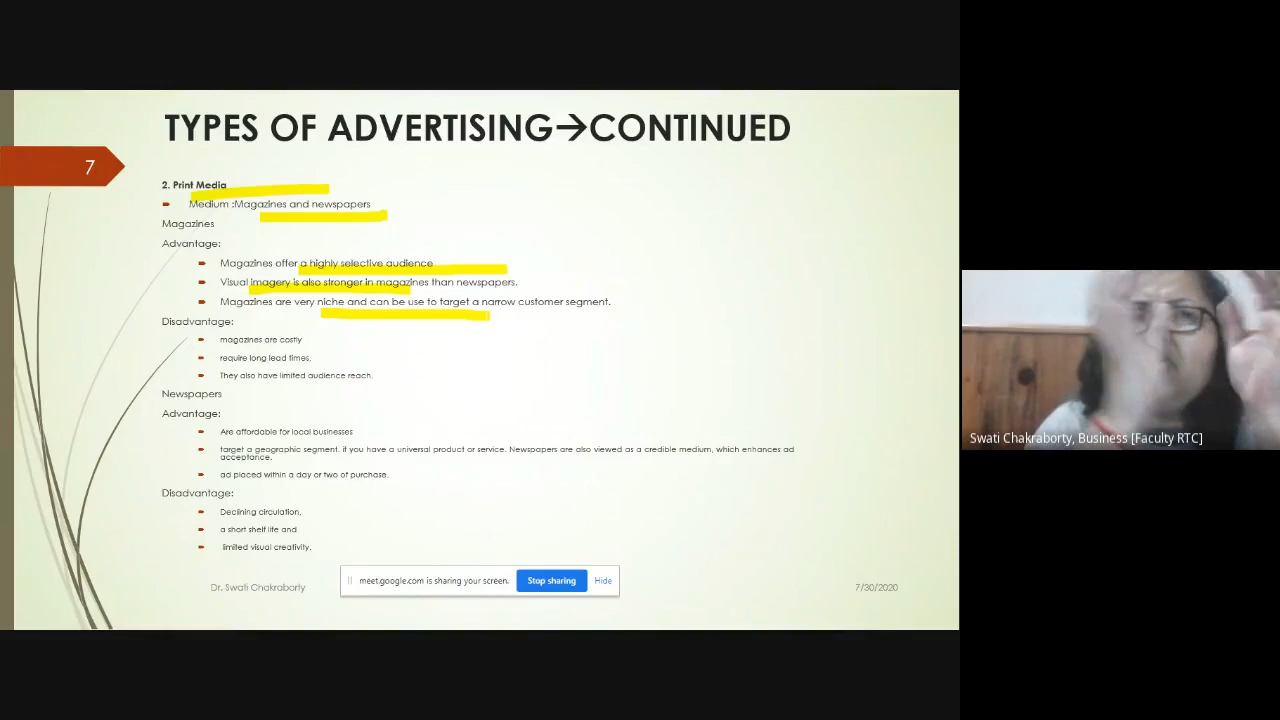 TYPES OF ADVERTISING→CONTINUED
7
2. Print Media
Medium :Magazines and newspapers
Magazines
Advantage:
Magazines offer a highly selective audience
Visual imagery is also stronger in magazines than newspapers.
Magazines are very niche and can be use to target a narrow customer segment.
Disadvantage:
magazines are costly
require long lead times.
They also have limited audience reach.
Newspapers
Advantage:
Are affordable for local businesses
target a geographic segment. if you have a universal product or service. Newspapers are also viewed as a credible medium, which enhances ad
acceptance.
ad placed within a day or two of purchase.
Disadvantage:
Declining circulation,
a short shelf life and
limited visual creativity.
Dr. Swati Chakraborty
meet.google.com is sharing your screen.
Stop sharing
Hide
7/30/2020
Swati Chakraborty, Business [Faculty RTC]